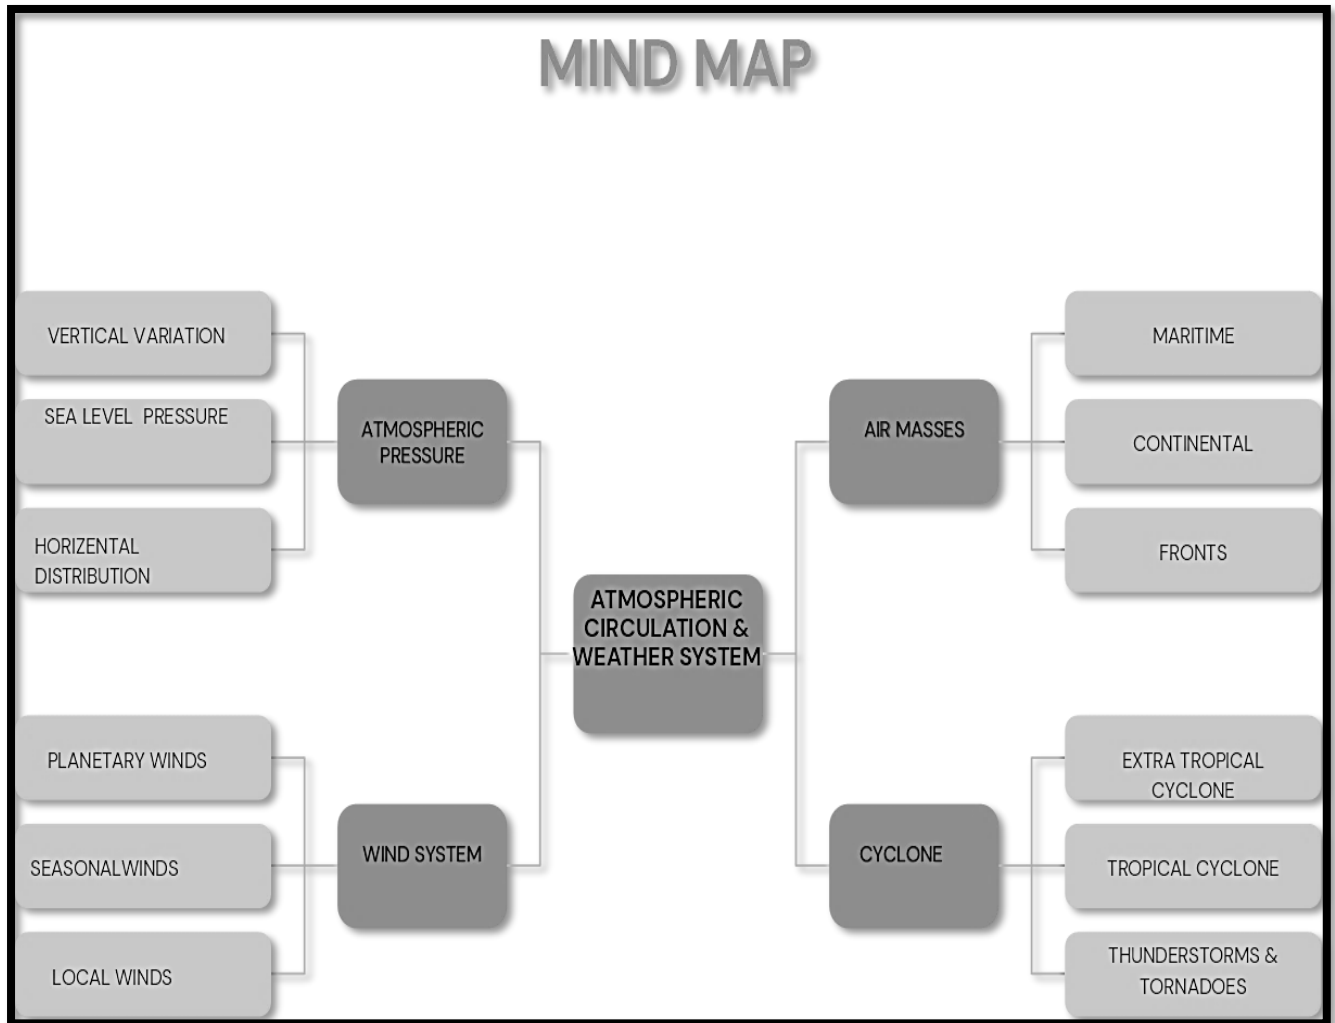 MIND MAP
VERTICAL VARIATION
SEA LEVEL  PRESSURE
HORIZENTAL
DISTRIBUTION
ATMOSPHERIC
PRESSURE
PLANETARY WINDS
SEASONALWINDS
LOCAL WINDS
WIND SYSTEM
ATMOSPHERIC
CIRCULATION &
WEATHER SYSTEM
AIR MASSES
MARITIME
CONTINENTAL
FRONTS
CYCLONE
EXTRA TROPICAL
CYCLONE
TROPICAL CYCLONE
THUNDERSTORMS &
TORNADOES